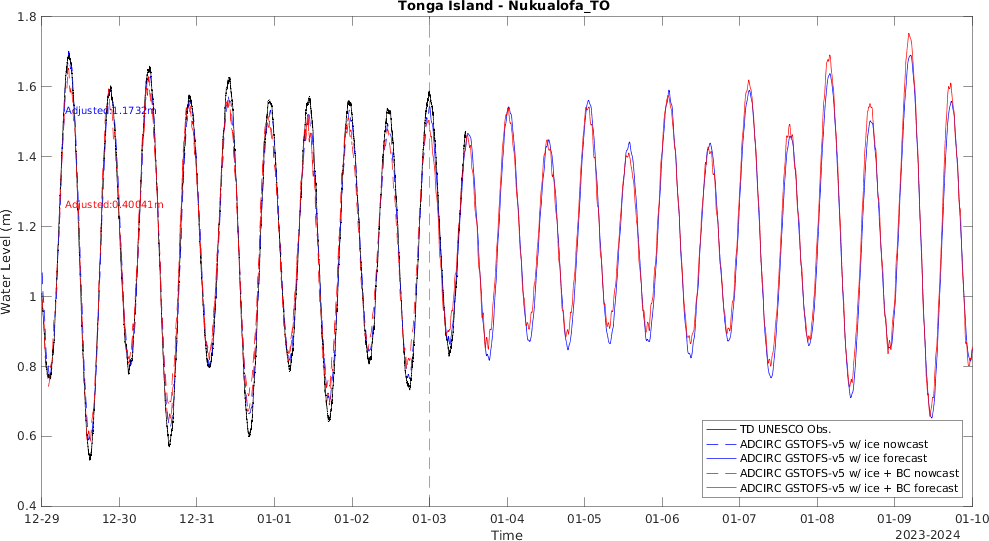 Tonga Island - Nukualofa_TO
1.8
1.6
1.4
1.2
1
0.8
0.6
0.4
Water Level (m)
Adjusted:1.1732m
Adjusted:0.40041m
TD UNESCO Obs.
ADCIRC GSTOFS-v5 w/ ice nowcast
ADCIRC GSTOFS-v5 w/ ice forecast
ADCIRC GSTOFS-v5 w/ ice + BC nowcast
ADCIRC GSTOFS-v5 w/ ice + BC forecast
12-29 12-30 12-31 01-01 01-02 01-03 01-04 01-05 01-06 01-07 01-08 01-09 01-10
Time
2023-2024